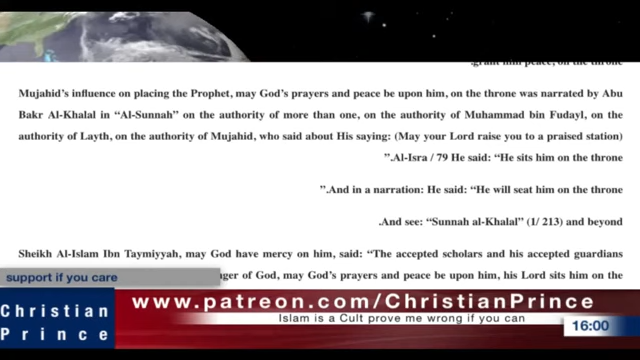 .grant him peace, on the throne
Mujahid's influence on placing the Prophet, may God's prayers and peace be upon him, on the throne was narrated by Abu
Bakr Al-Khalal in “Al-Sunnah” on the authority of more than one, on the authority of Muhammad bin Fudayl, on the
authority of Layth, on the authority of Mujahid, who said about His saying: (May your Lord raise you to a praised station)
.”Al-Isra / 79 He said: “He sits him on the throne
.”And in a narration: He said: “He will seat him on the throne
.And see: “Sunnah al-Khalal” (1/ 213) and beyond
Sheikh Al-Islam Ibn Taymiyyah, may God have mercy on him, said: “The accepted scholars and his accepted guardians
of God, may God's prayers and peace be upon him, his Lord sits him on the
support if you care
www.patreon.com/ChristianPrince
Islam is a Cult prove me wrong if you can
Christian
Prince
16:00